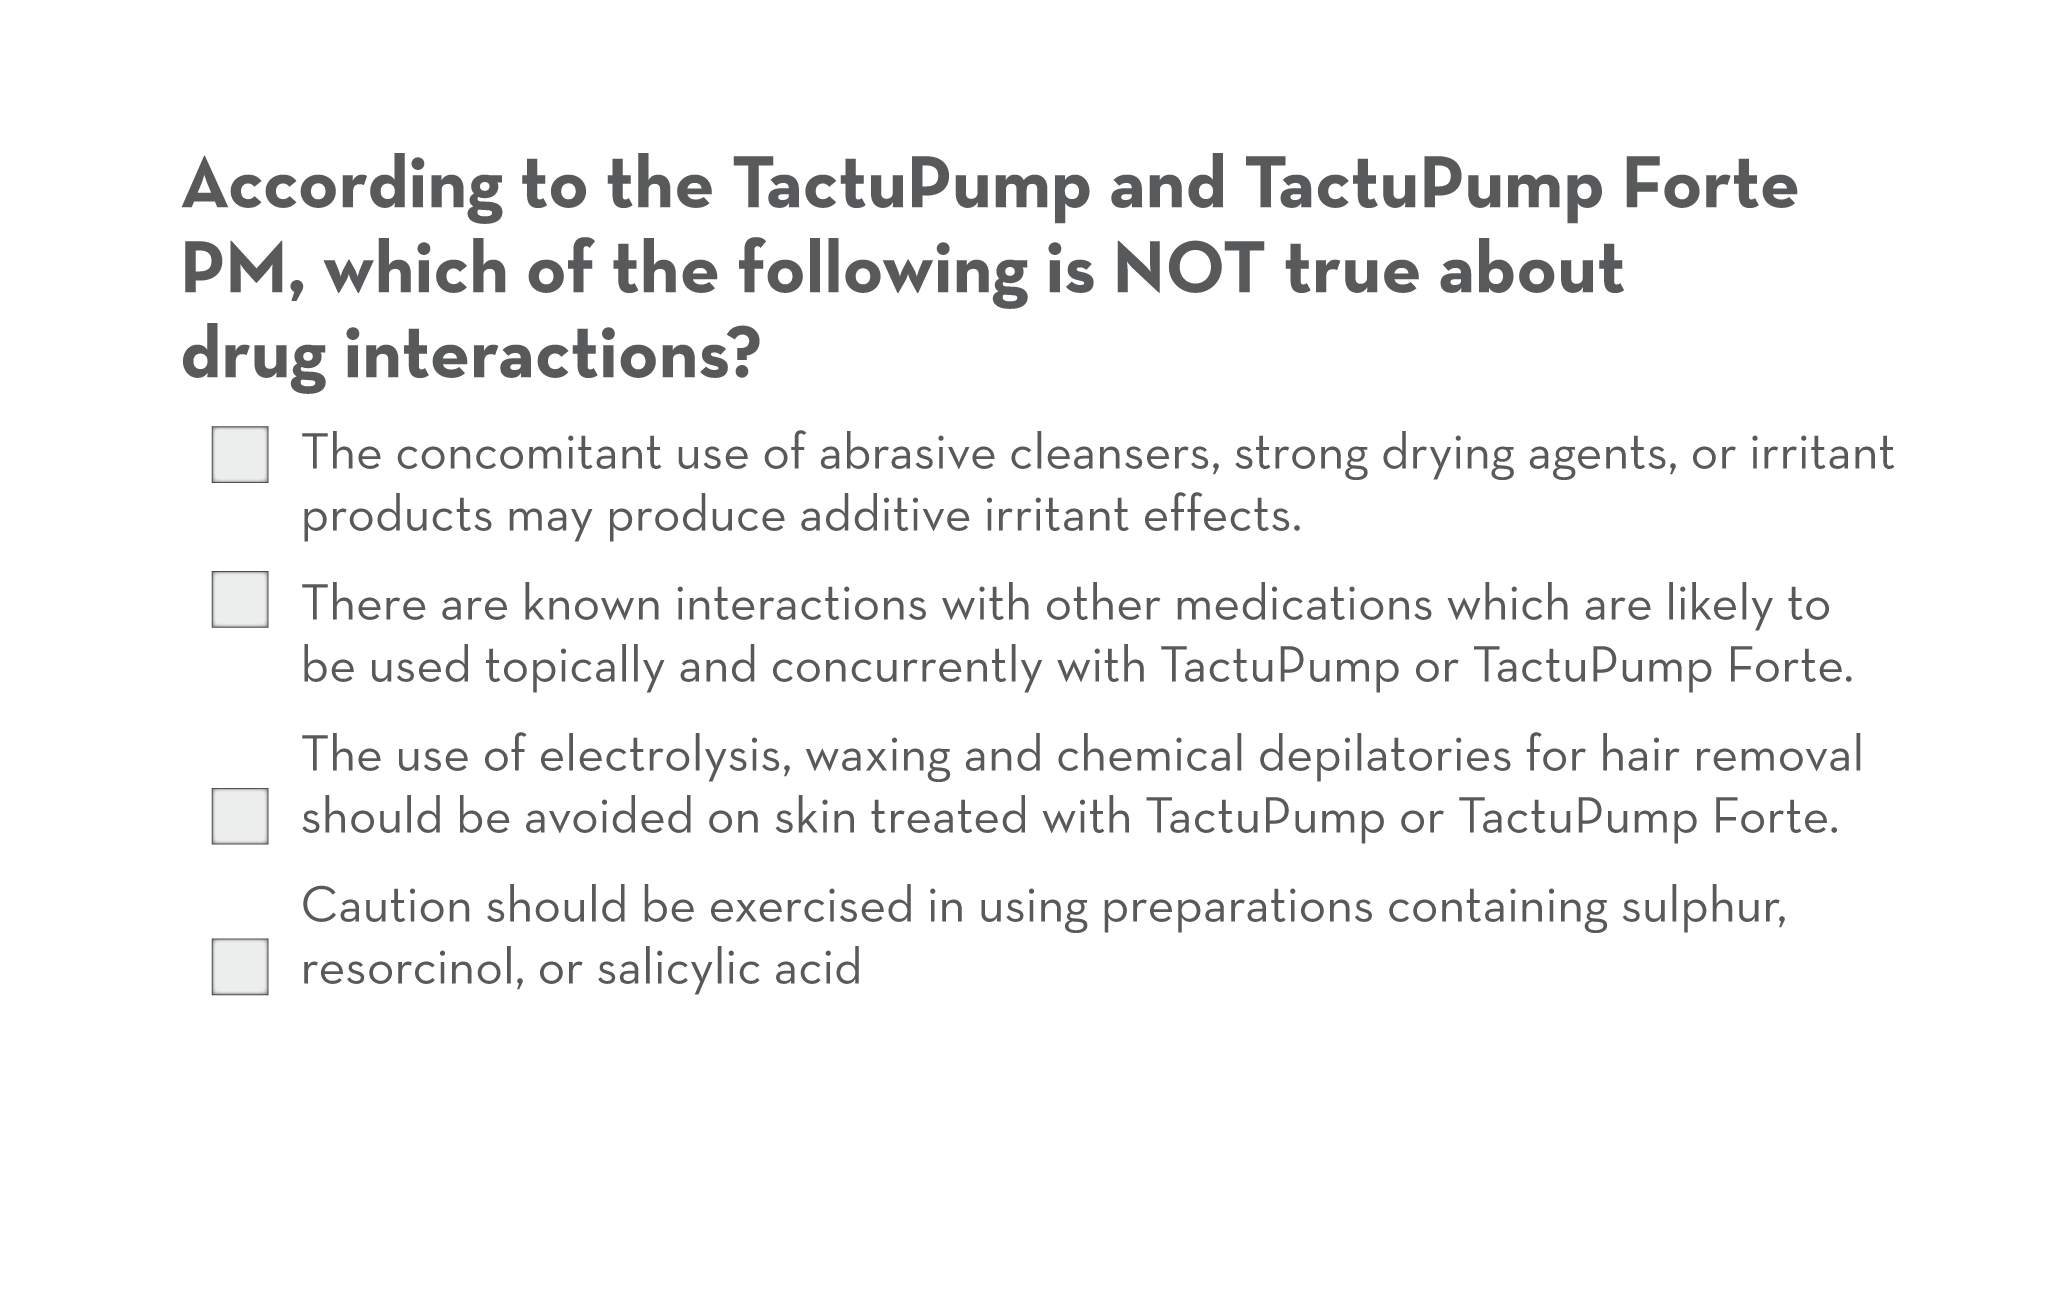 According to the TactuPump and TactuPump Forte
PM, which of the following is NOT true about
drug interactions?
The concomitant use of abrasive cleansers, strong drying agents, or irritant
products may produce additive irritant effects.
There are known interactions with other medications which are likely to
be used topically and concurrently with TactuPump or TactuPump Forte.
The use of electrolysis, waxing and chemical depilatories for hair removal
should be avoided on skin treated with TactuPump or TactuPump Forte.
Caution should be exercised in using preparations containing sulphur,
resorcinol, or salicylic acid